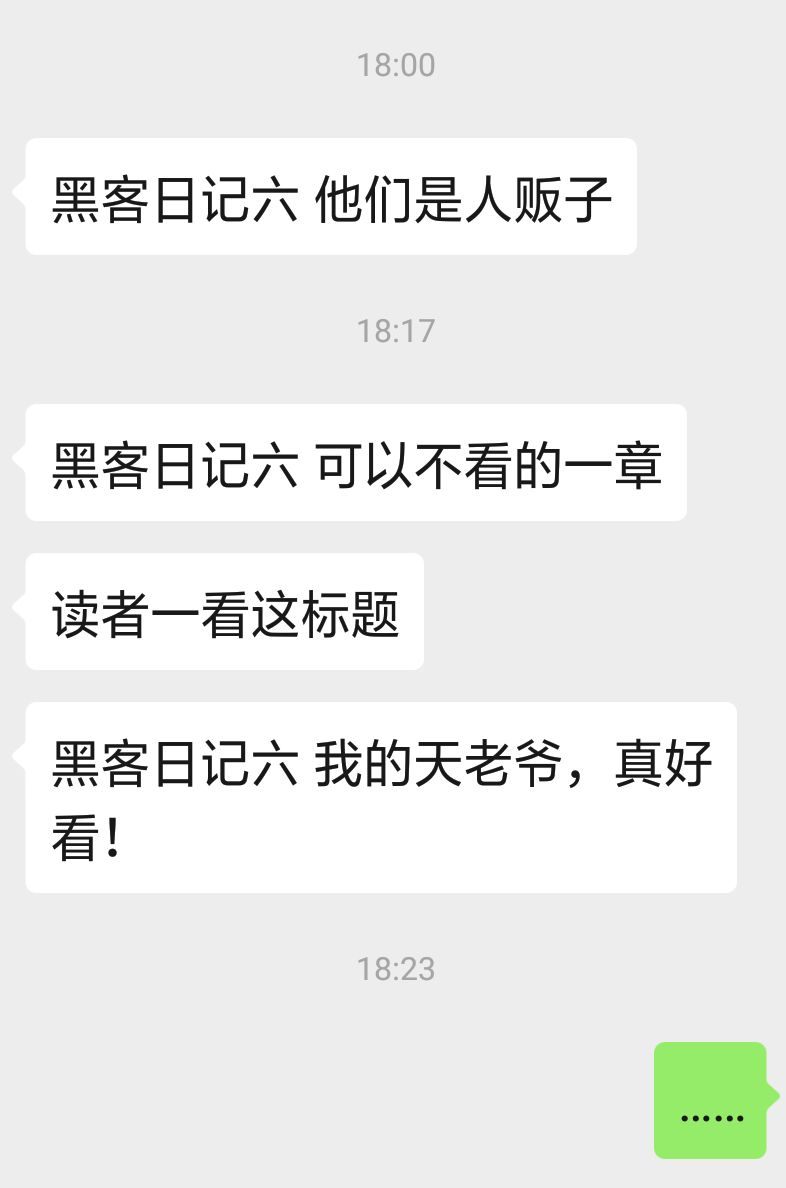 18:00
黑客日记六 他们是人贩子
18:17
黑客日记六 可以不看的一章
读者一看这标题
黑客日记六 我的天老爷，真好
看！
18:23
……